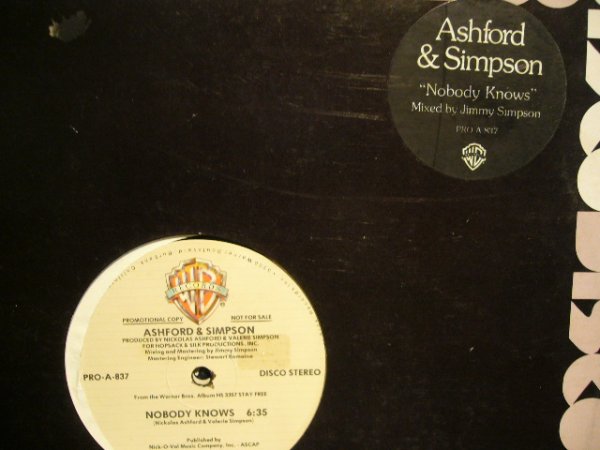 Ashford
& Simpson
"Nobody Knows"
Mixed by Jimmy Simpson
PRO-A-837
DISCO DISCO
RECORDS
PROMOTIONAL COPY NOT FOR SALE
ASHFORD & SIMPSON
PRODUCED BY NICKOLAS ASHFORD & VALERIE SIMPSON
FOR HOPSACK & SILK PRODUCTIONS, INC.
Mixing and Mastering by Jimmy Simpson
Mastering Engineer: Stewart Romaine
PRO-A-837 DISCO STEREO
From the Warner Bros. Album HS 3357 STAY FREE
NOBODY KNOWS 6:35
(Nickolas Ashford & Valerie Simpson)
Published by
Nick-O-Val Music Company, Inc. - ASCAP